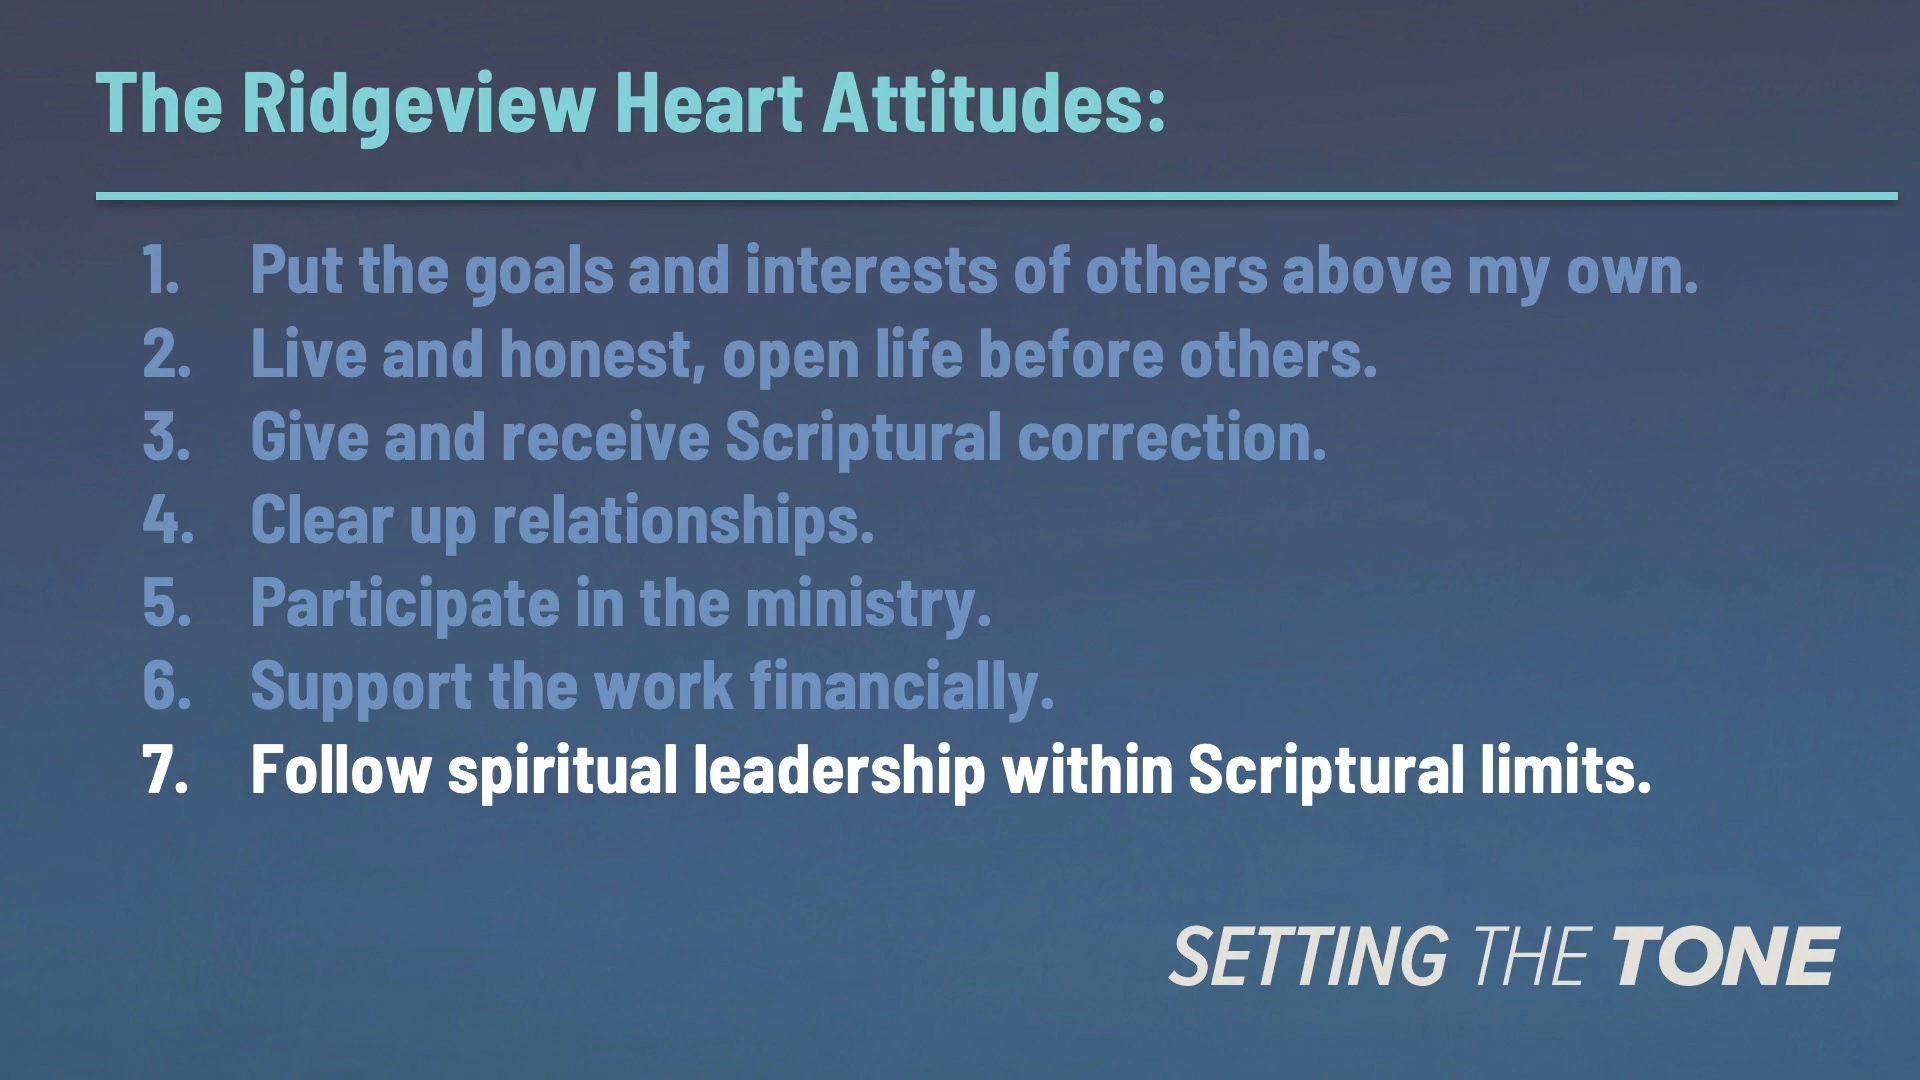 The Ridgeview Heart Attitudes:
1. Put the goals and interests of others above my own.
2. Live and honest, open life before others.
3. Give and receive Scriptural correction.
4. Clear up relationships.
5. Participate in the ministry.
6. Support the work financially.
7. Follow spiritual leadership within Scriptural limits.
SETTING THE TONE